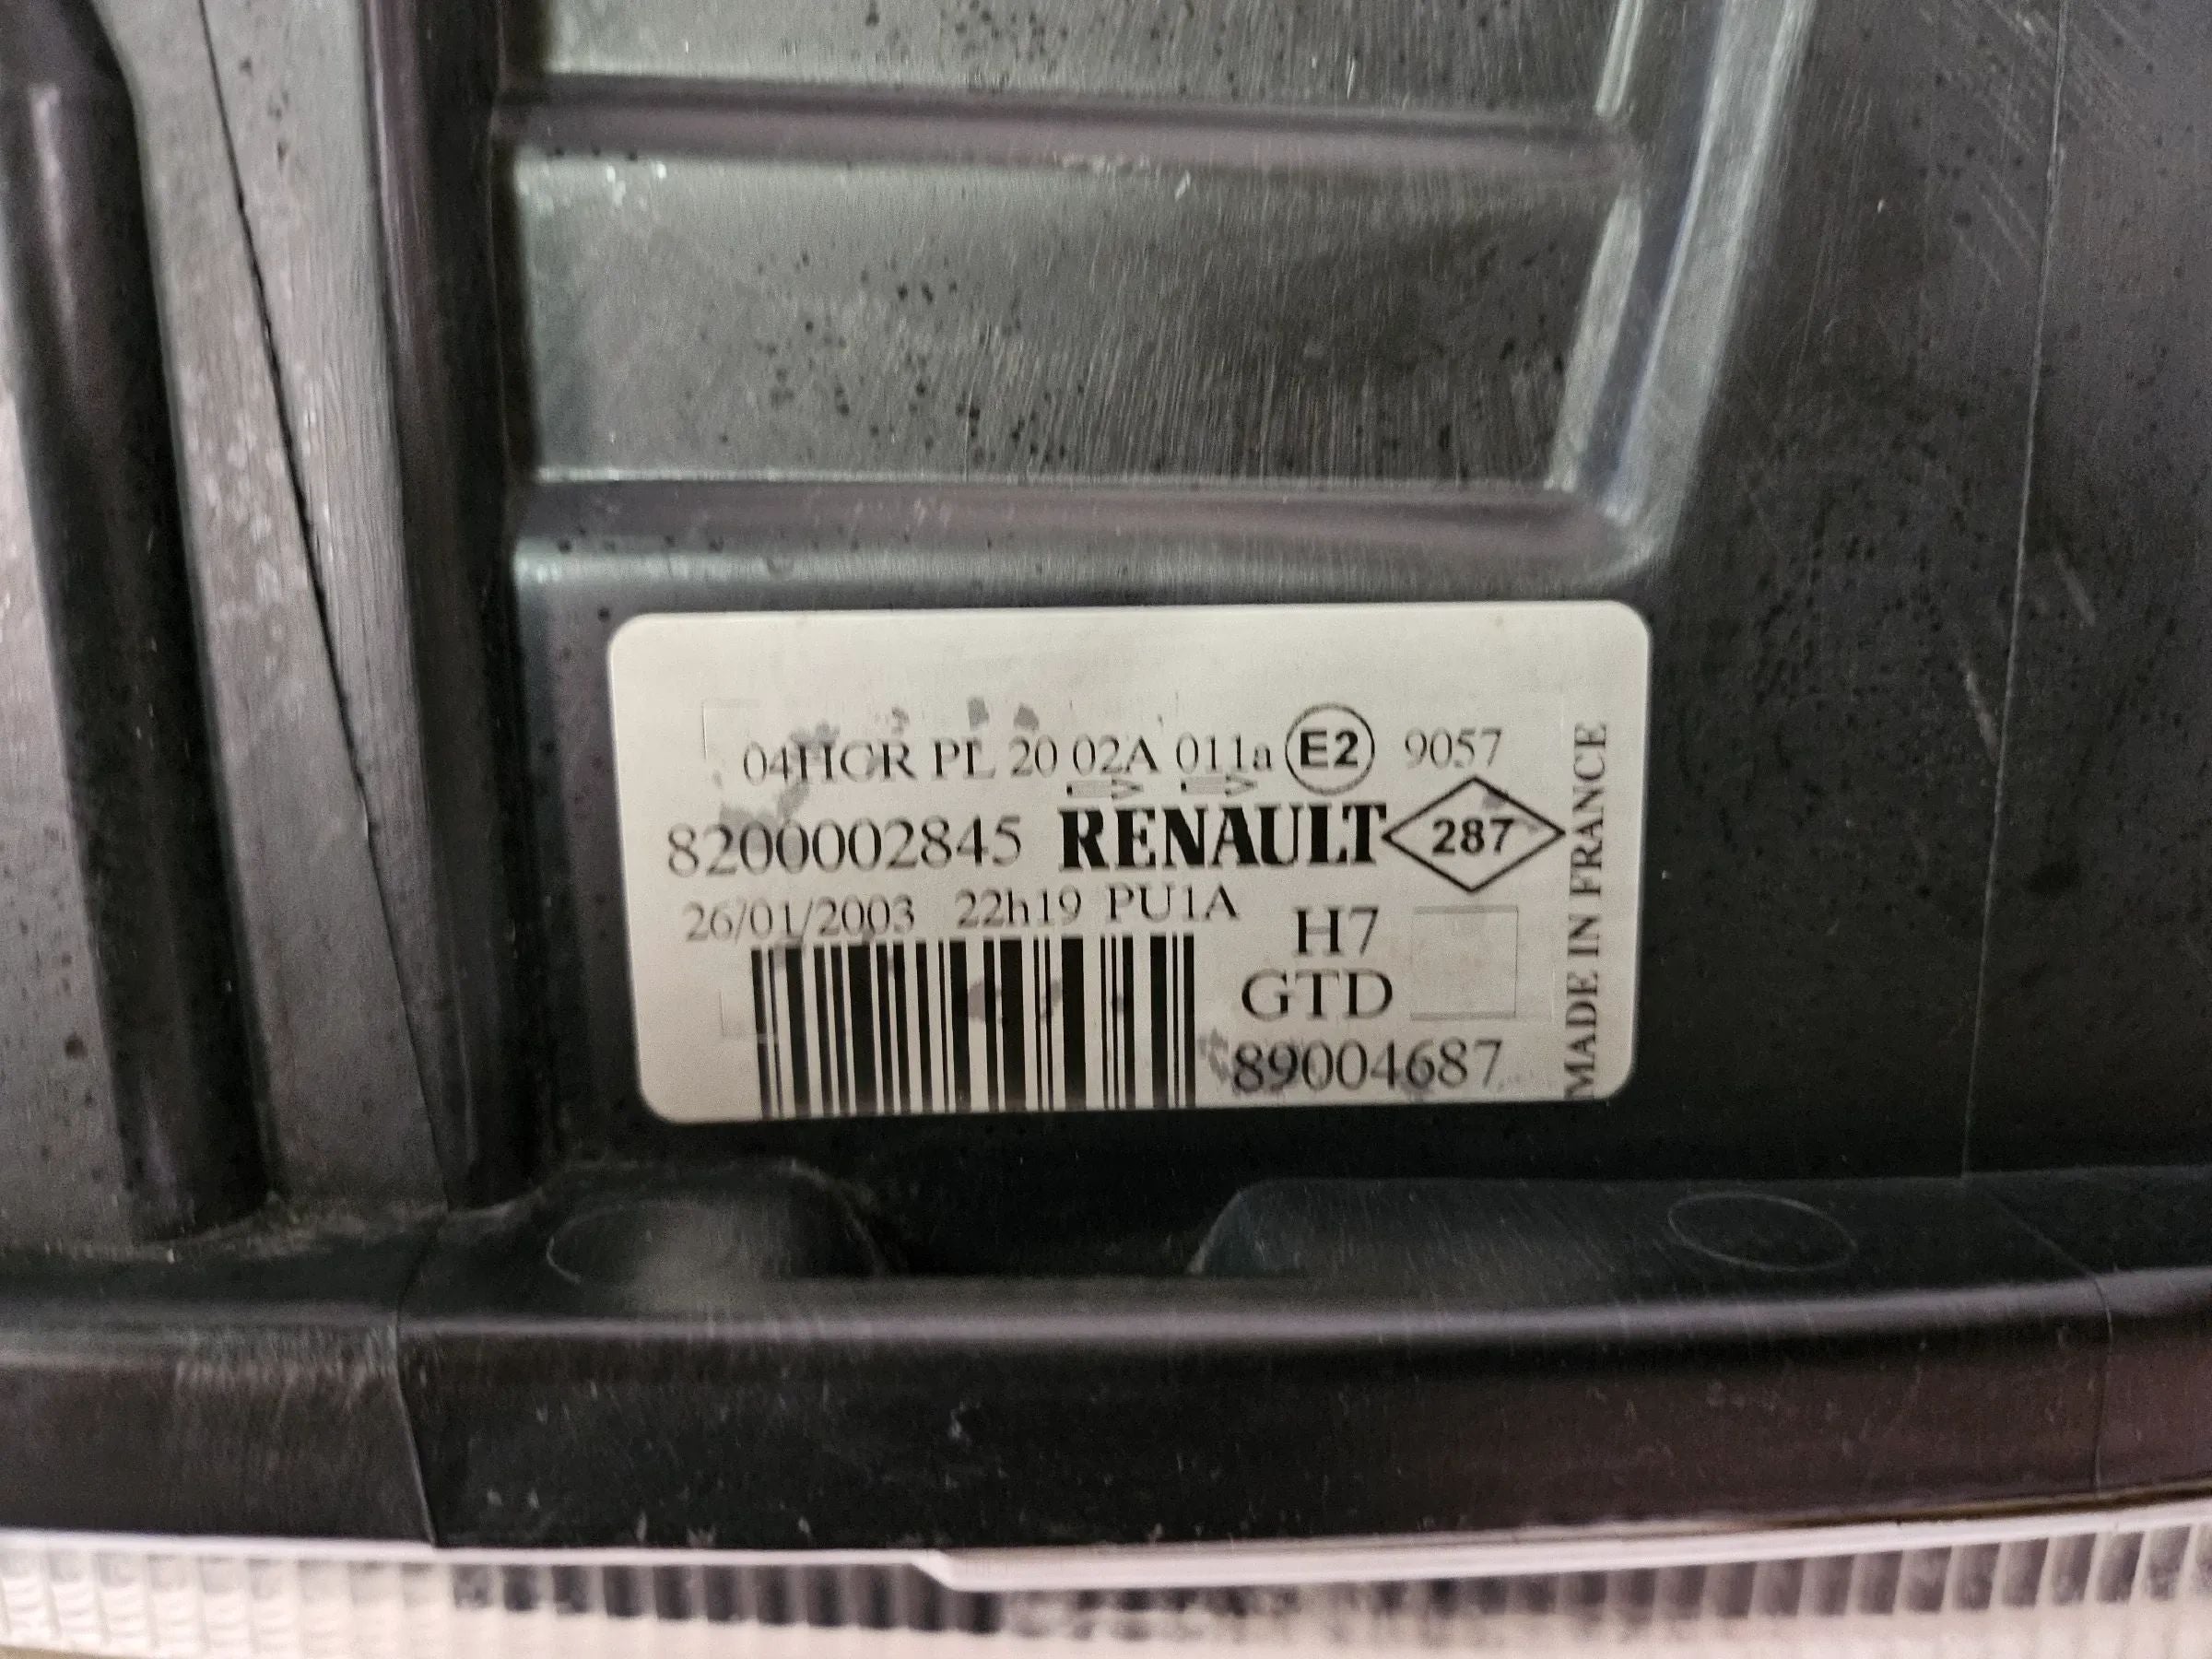 04HCR PL 20 02A 011a E2 9057
8200002845 RENAULT 287
26/01/2003 22h19 PU1A
H7
GTD
89004687
MADE IN FRANCE